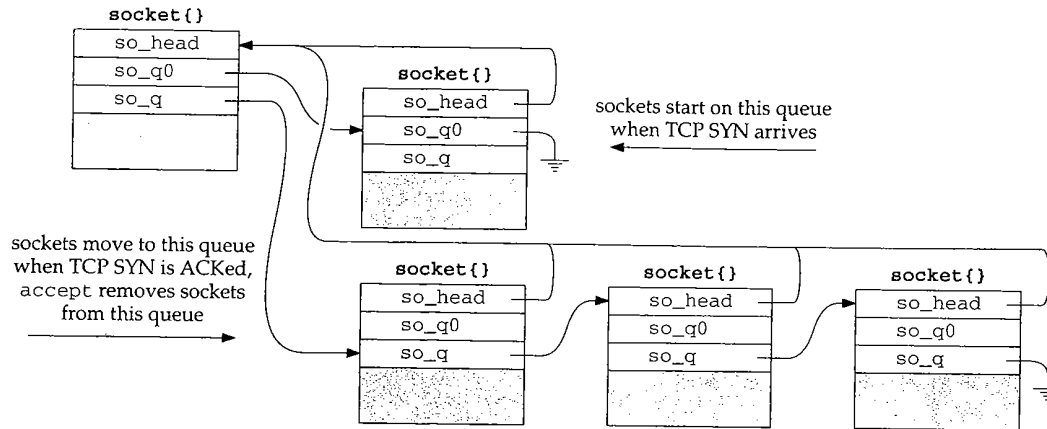 socket{}
so_head
so_q0
so_q
socket{}
so_head
so_q0
so_q
sockets start on this queue
when TCP SYN arrives
sockets move to this queue
when TCP SYN is ACKed,
accept removes sockets
from this queue
socket{}
so_head
so_q0
so_q
socket{}
so_head
so_q0
so_q
socket{}
so_head
so_q0
so_q